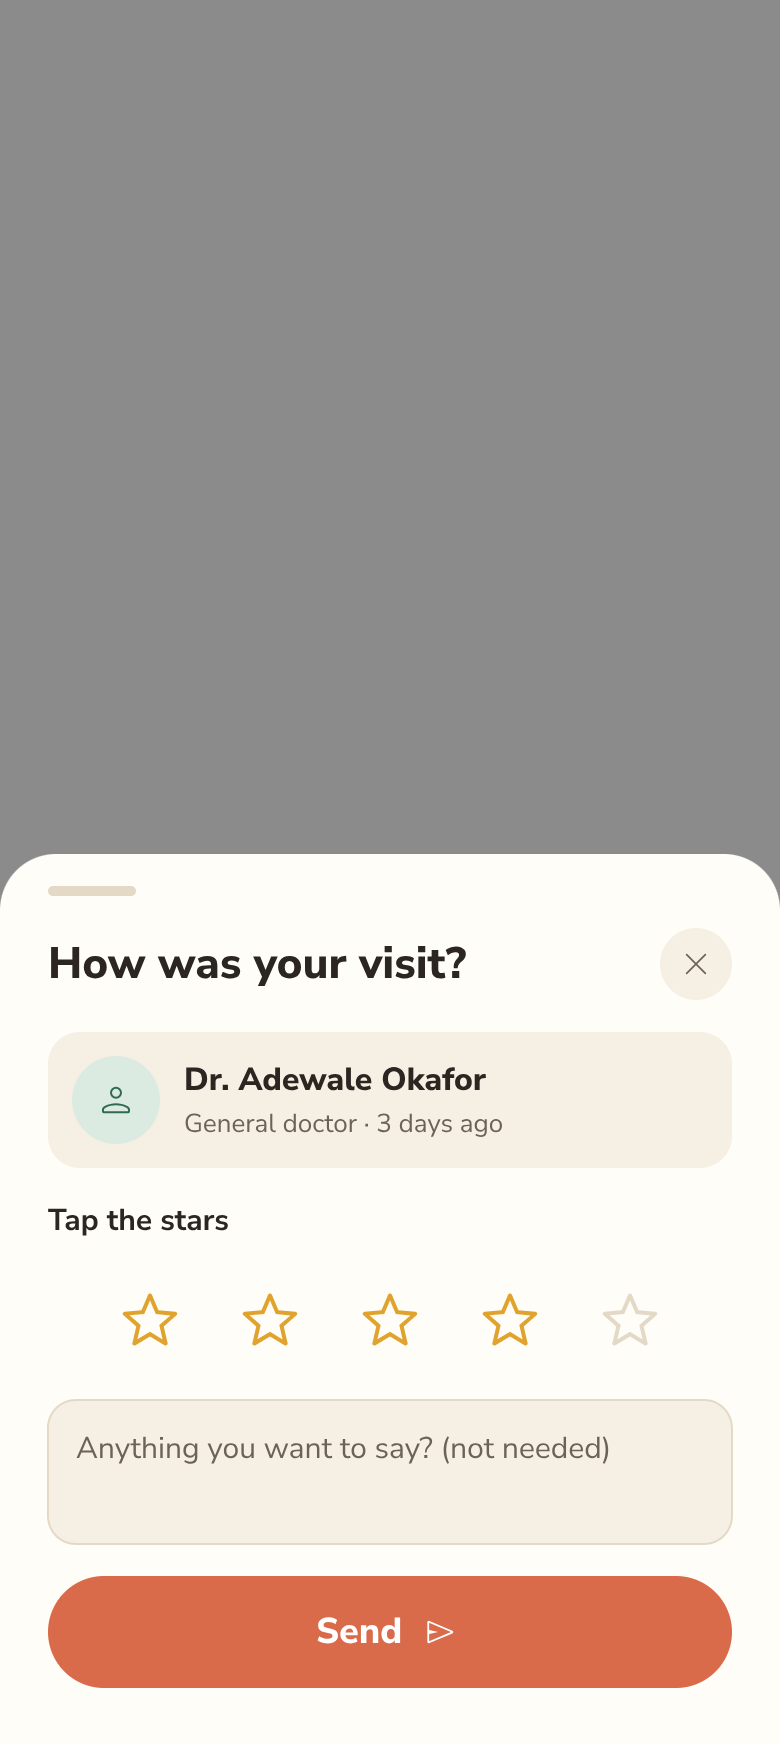 How was your visit?
Dr. Adewale Okafor
General doctor · 3 days ago
Tap the stars
Anything you want to say? (not needed)
Send